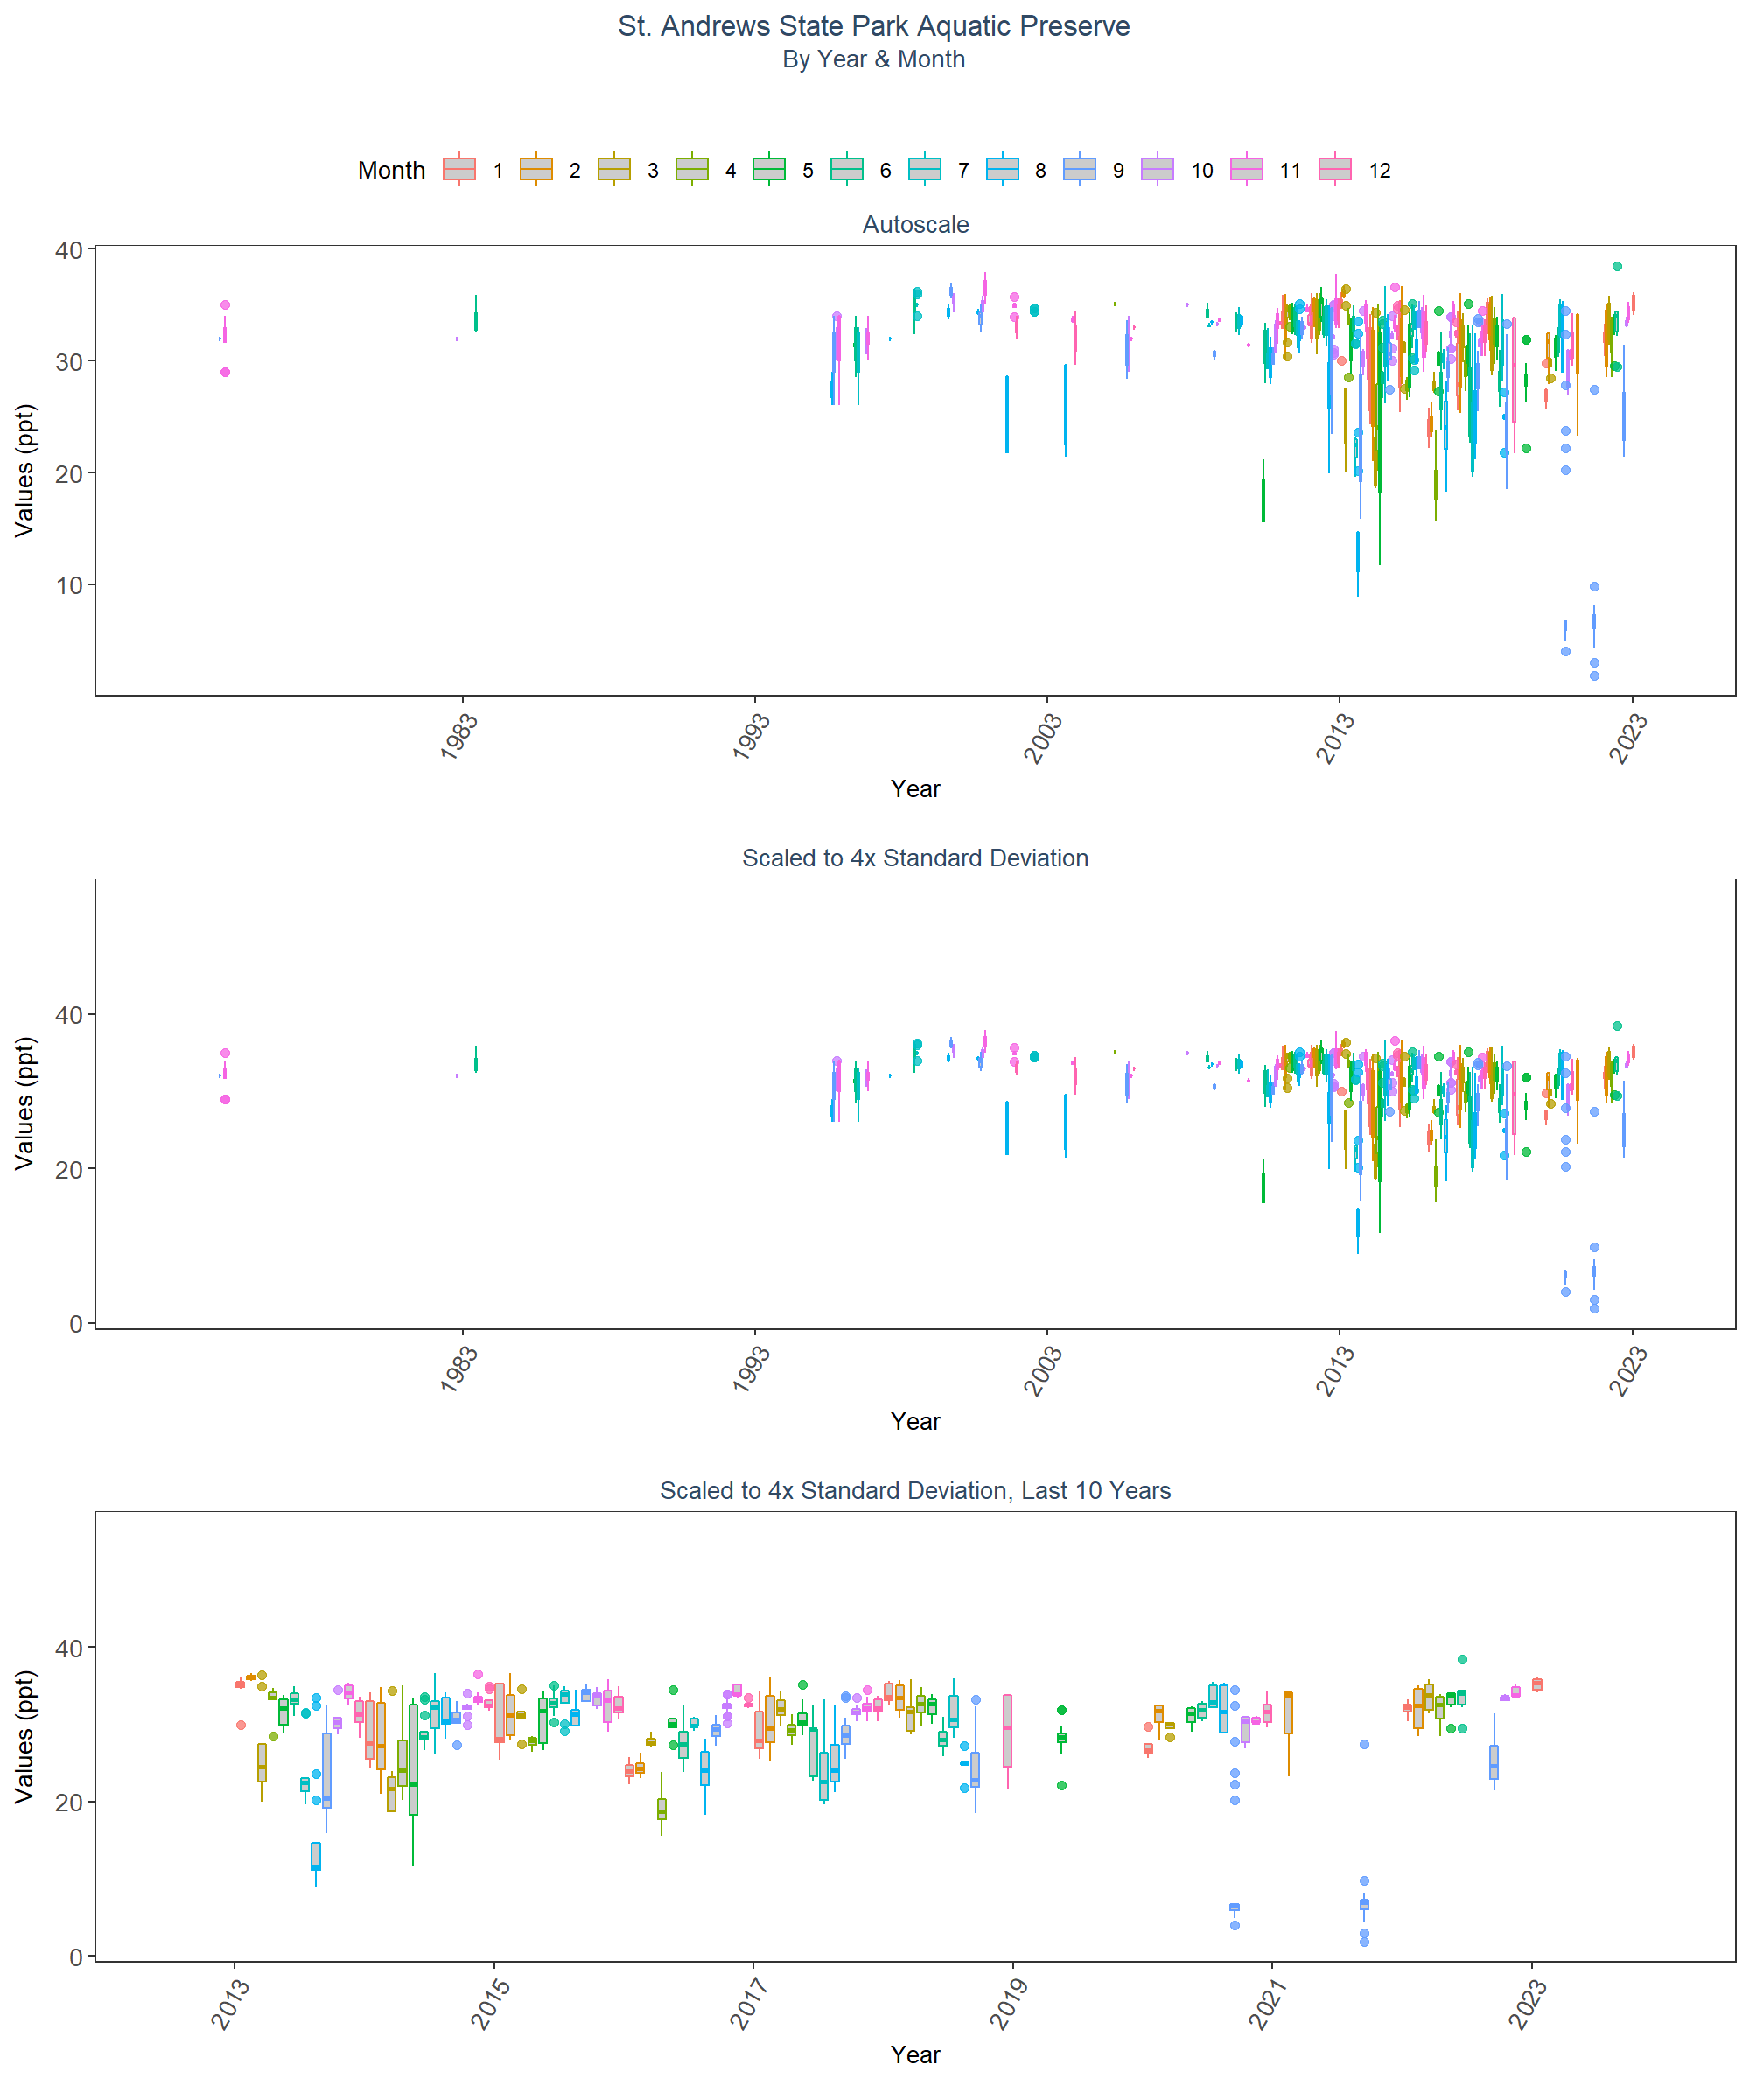 St. Andrews State Park Aquatic Preserve
By Year & Month
Month 1 2 3 4 5 6 7 8 9 10 11 12
Autoscale
Values (ppt)
40
30
20
10
1983 1993 2003 2013 2023
Year
Scaled to 4x Standard Deviation
Values (ppt)
40
20
0
1983 1993 2003 2013 2023
Year
Scaled to 4x Standard Deviation, Last 10 Years
Values (ppt)
40
20
0
2013 2015 2017 2019 2021 2023
Year